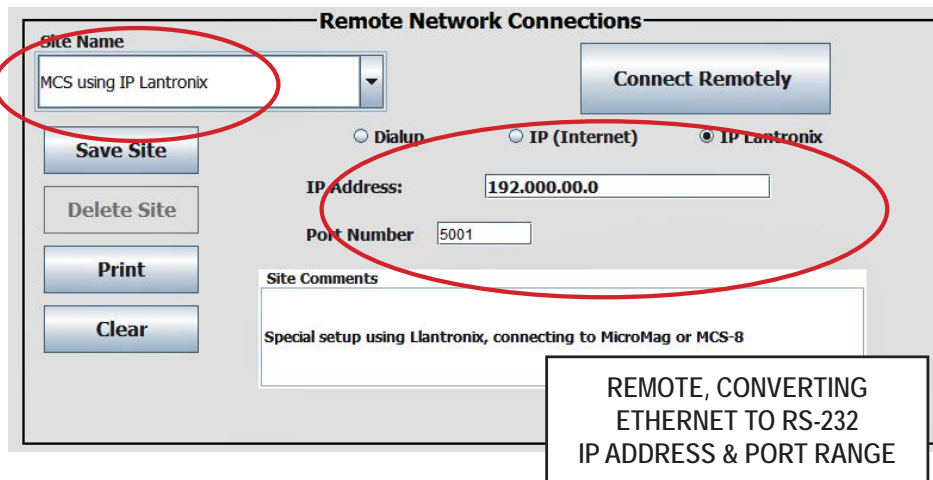 Remote Network Connections
Site Name
MCS using IP Lantronix
Connect Remotely
Save Site
Dialup IP (Internet) IP Lantronix
IP Address: 192.000.00.0
Delete Site
Port Number 5001
Print
Site Comments
Clear
Special setup using Llantronix, connecting to MicroMag or MCS-8
REMOTE, CONVERTING
ETHERNET TO RS-232
IP ADDRESS & PORT RANGE